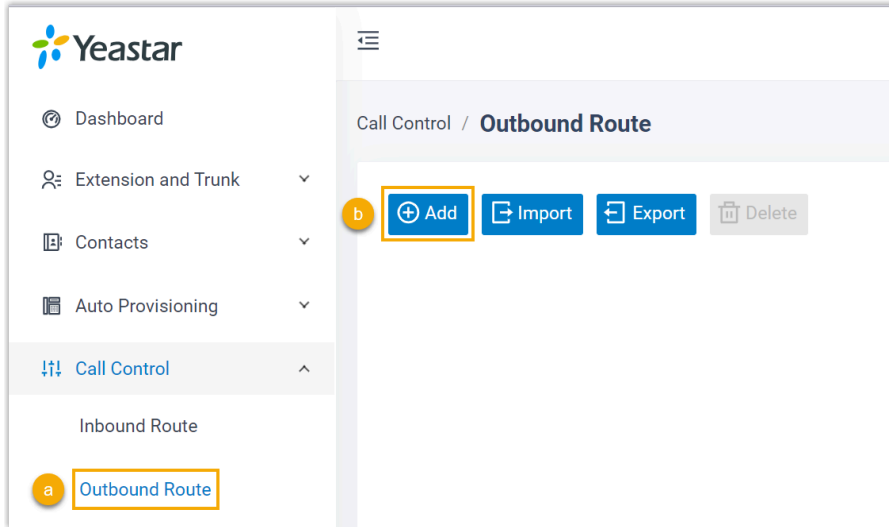 Yeastar
Dashboard
Extension and Trunk
Contacts
Auto Provisioning
Call Control
Inbound Route
a Outbound Route
Call Control / Outbound Route
b Add Import Export Delete